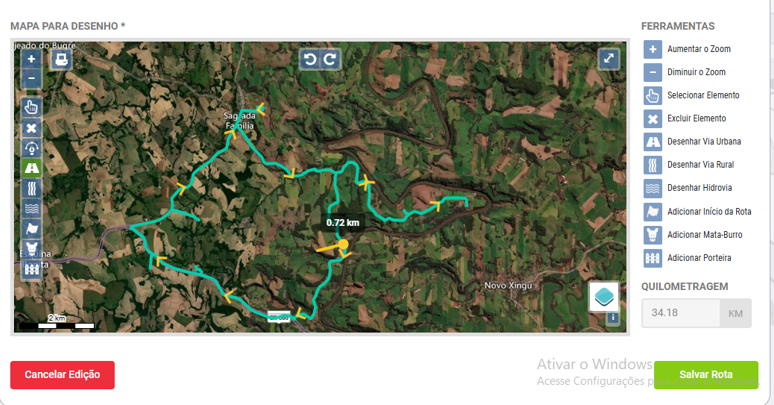 MAPA PARA DESENHO *
jeado do Bugre
Sagrada
Família
0.72 km
Novo Xingu
2 km
i
Cancelar Edição
FERRAMENTAS
Aumentar o Zoom
Diminuir o Zoom
Selecionar Elemento
Excluir Elemento
Desenhar Via Urbana
Desenhar Via Rural
Desenhar Hidrovia
Adicionar Início da Rota
Adicionar Mata-Burro
Adicionar Porteira
QUILOMETRAGEM
34.18 KM
Ativar o Windows
Acesse Configurações p
Salvar Rota